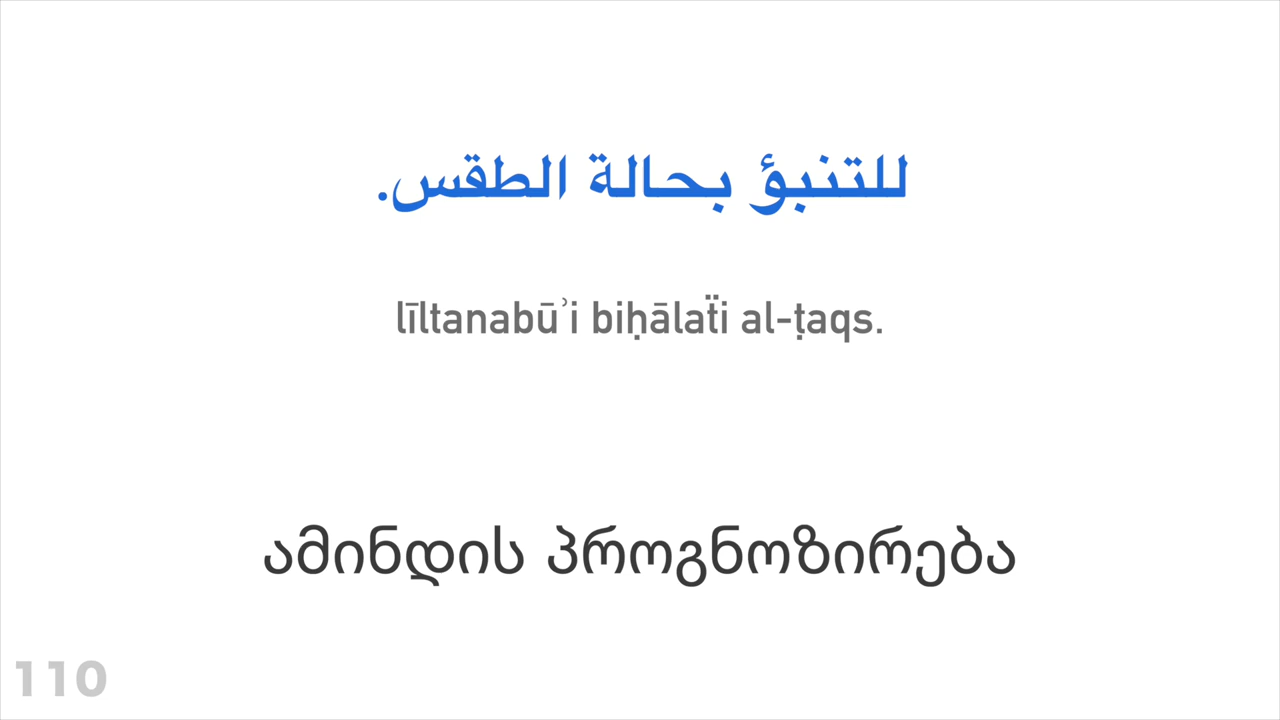 للتنبؤ بحالة الطقس.
līltanabūʾi biḥālaẗi al-ṭaqs.
ამინდის პროგნოზირება
110